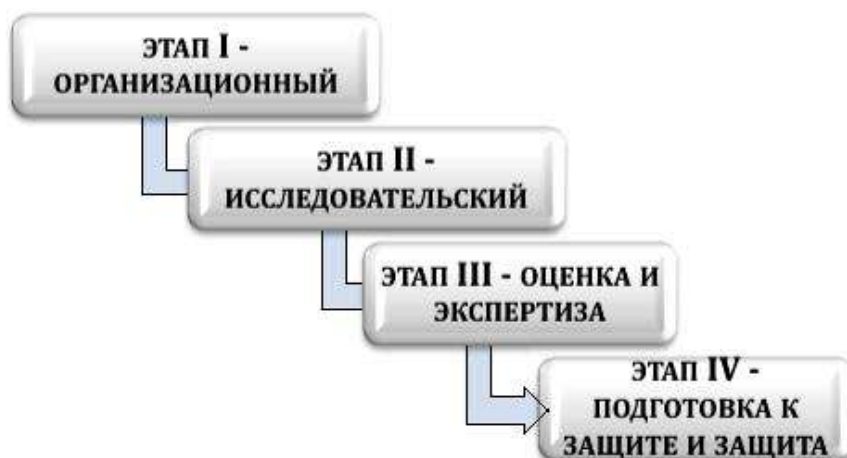 ЭТАП I -
ОРГАНИЗАЦИОННЫЙ
ЭТАП II -
ИССЛЕДОВАТЕЛЬСКИЙ
ЭТАП III - ОЦЕНКА И
ЭКСПЕРТИЗА
ЭТАП IV -
ПОДГОТОВКА К
ЗАЩИТЕ И ЗАЩИТА